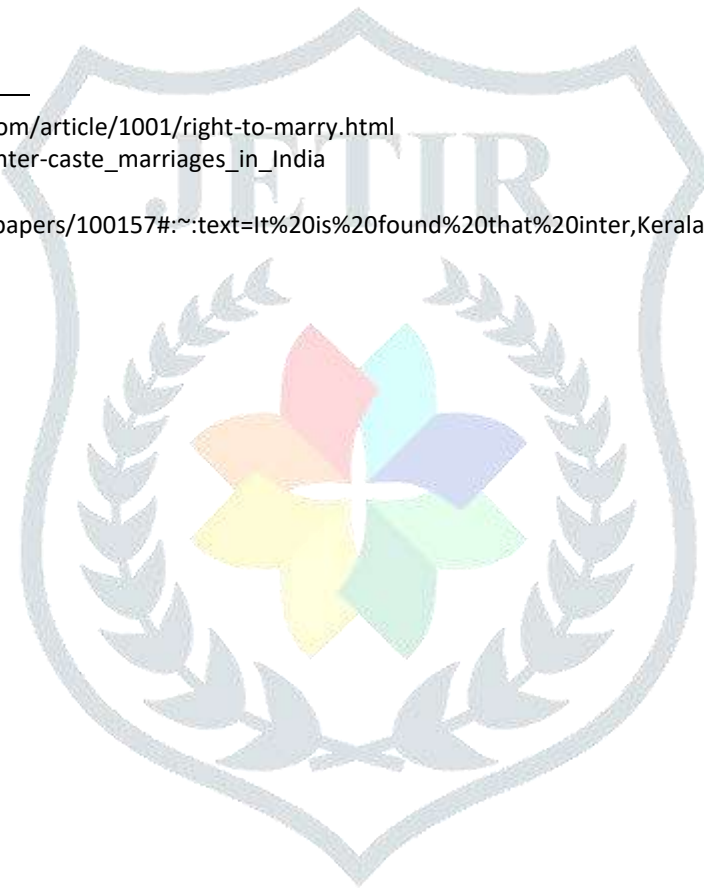 om/article/1001/right-to-marry.html
nter-caste_marriages_in_India
papers/100157#:~:text=It%20is%20found%20that%20inter,Kerala
JETIR